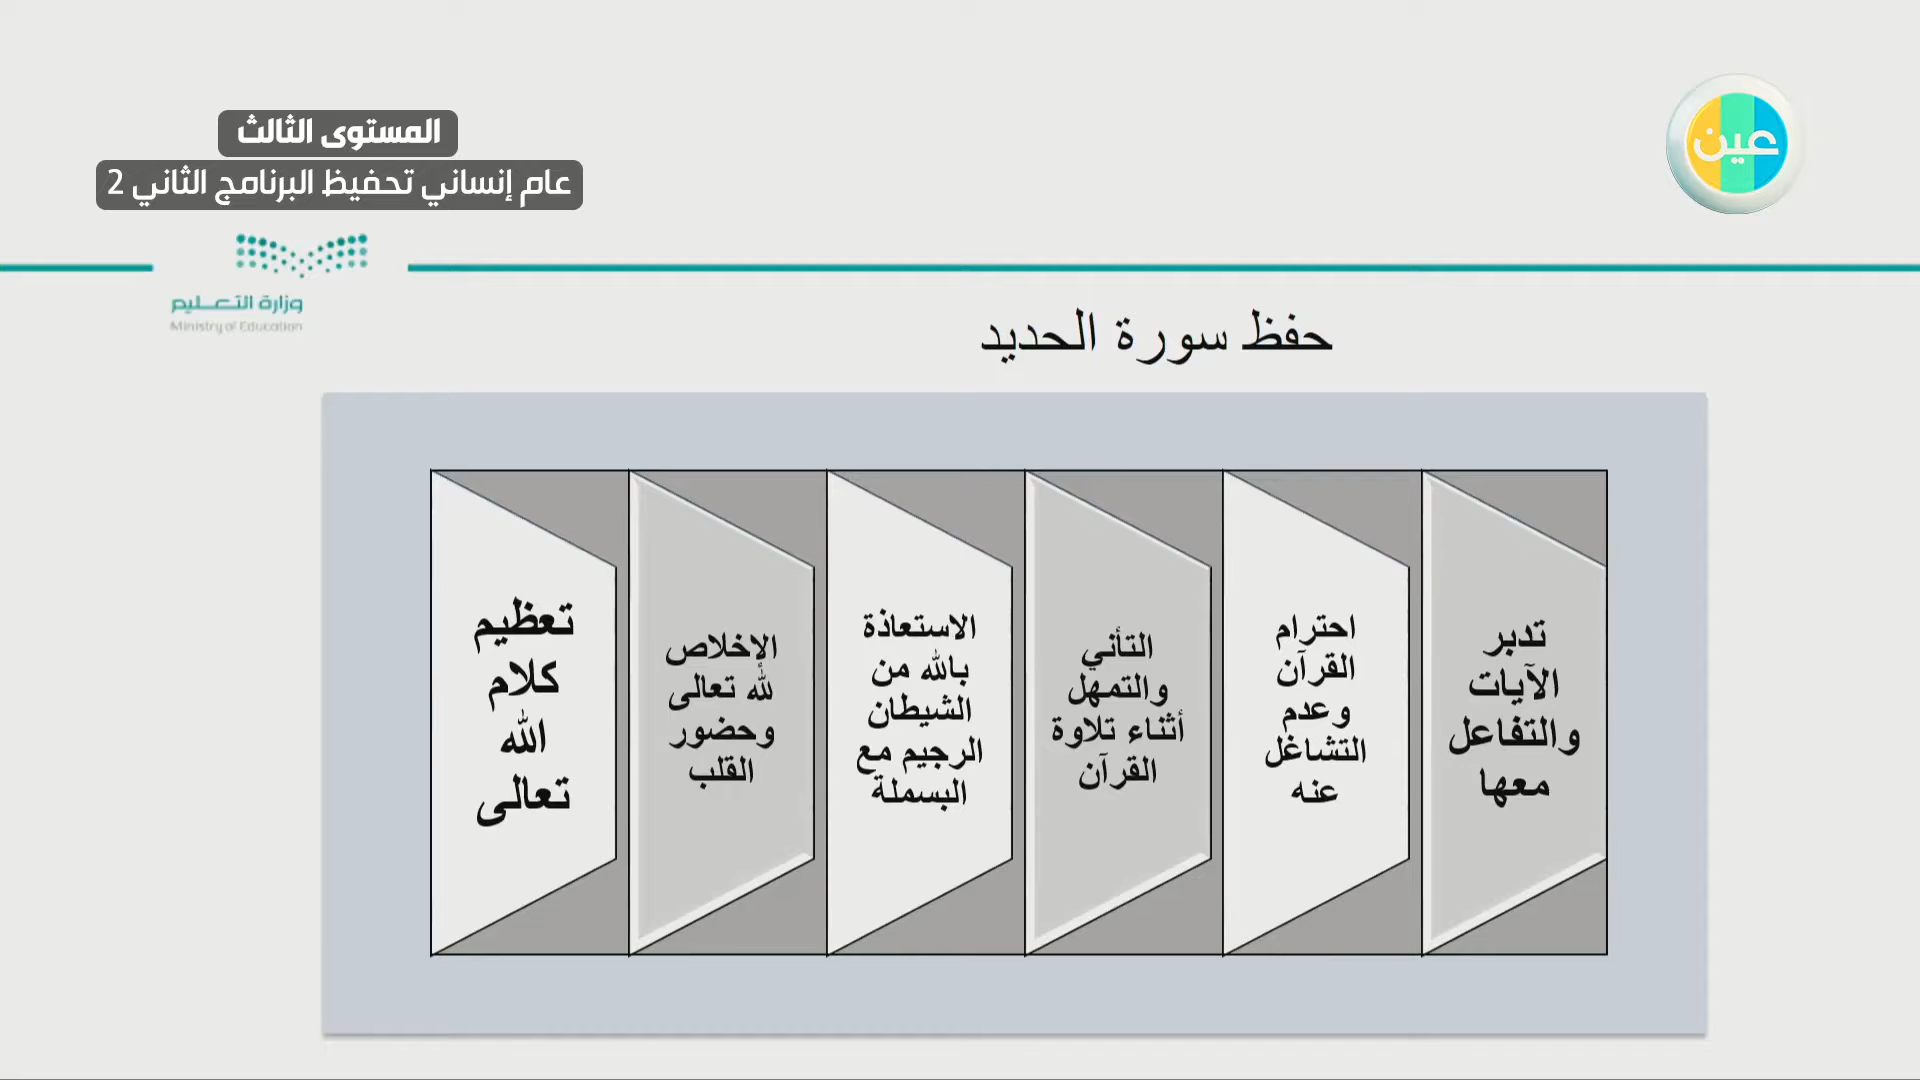 المستوى الثالث
عام إنساني تحفيظ البرنامج الثاني 2
عين
وزارة التعليم
Ministry of Education
حفظ سورة الحديد
تدبر
الآيات
والتفاعل
معها
احترام
القرآن
وعدم
التشاغل
عنه
التأني
والتمهل
أثناء تلاوة
القرآن
الاستعاذة
بالله من
الشيطان
الرجيم مع
البسملة
الإخلاص
لله تعالى
وحضور
القلب
تعظيم
كلام
الله
تعالى